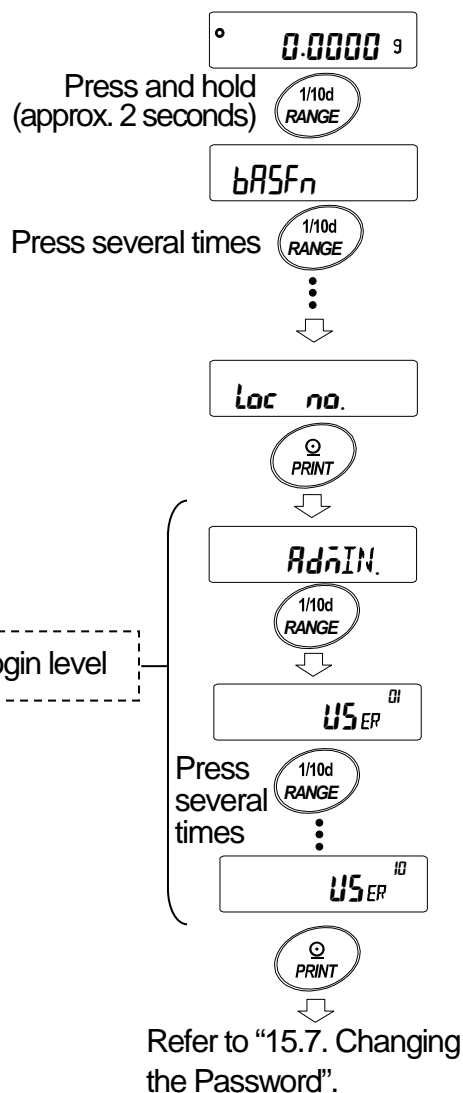 0.0000 g
Press and hold
(approx. 2 seconds)
1/10d
RANGE
bASFn
Press several times
1/10d
RANGE
Loc no.
PRINT
AdmIN.
1/10d
RANGE
ogin level
USER 01
Press
several
times
1/10d
RANGE
USER 10
PRINT
Refer to “15.7. Changing
the Password”.